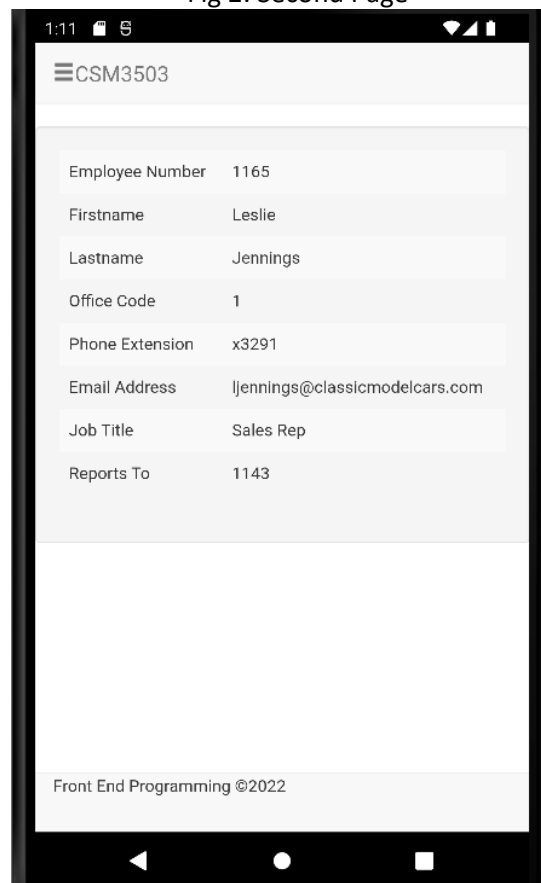 Fig 2: Second Page
1:11
CSM3503
Employee Number 1165
Firstname Leslie
Lastname Jennings
Office Code 1
Phone Extension x3291
Email Address ljennings@classicmodelcars.com
Job Title Sales Rep
Reports To 1143
Front End Programming ©2022